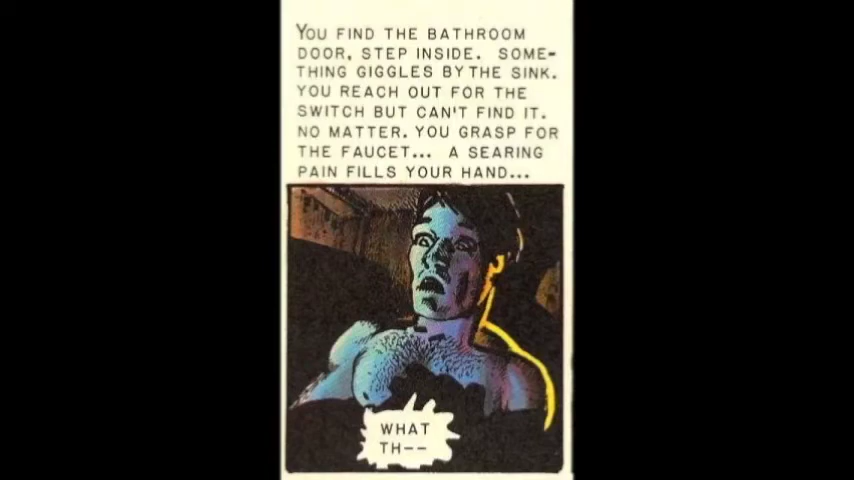 YOU FIND THE BATHROOM
DOOR, STEP INSIDE. SOME-
THING GIGGLES BY THE SINK.
YOU REACH OUT FOR THE
SWITCH BUT CAN'T FIND IT.
NO MATTER. YOU GRASP FOR
THE FAUCET... A SEARING
PAIN FILLS YOUR HAND...
WHAT
TH--